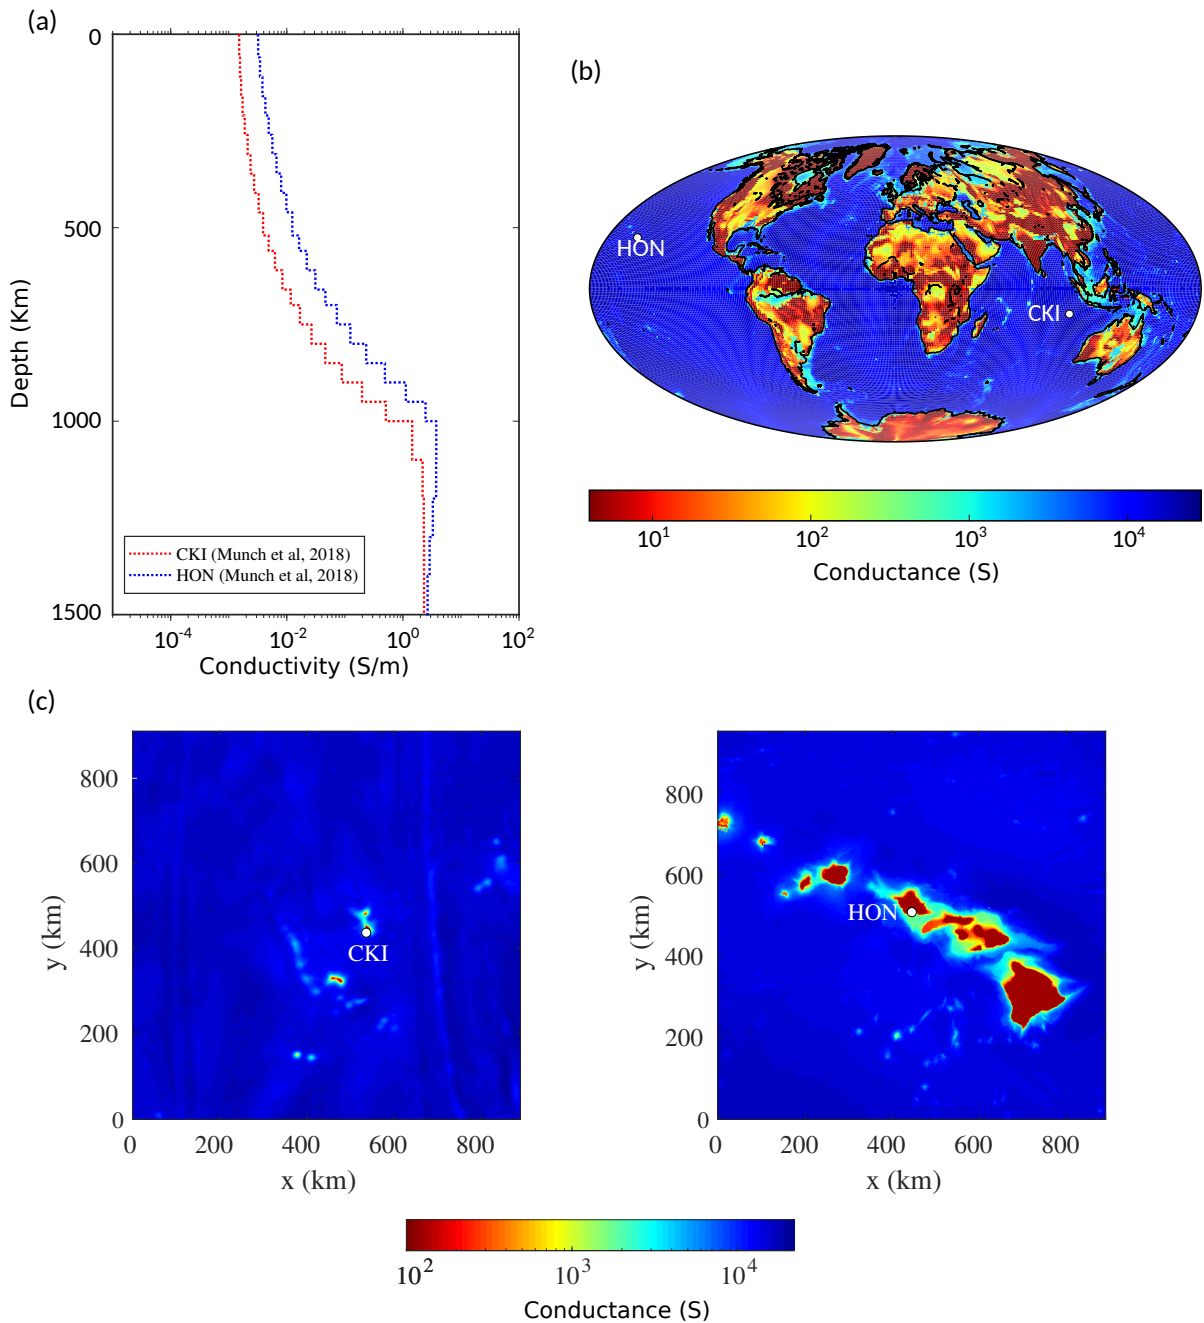 (a)
0
500
1000
1500
Depth (Km)
10-4
10-2
100
102
Conductivity (S/m)
CKI (Munch et al, 2018)
HON (Munch et al, 2018)
(b)
HON
CKI
101
102
103
104
Conductance (S)
(c)
800
600
400
200
0
y (km)
CKI
0
200
400
600
800
x (km)
800
600
400
200
0
y (km)
HON
0
200
400
600
800
x (km)
102
103
104
Conductance (S)